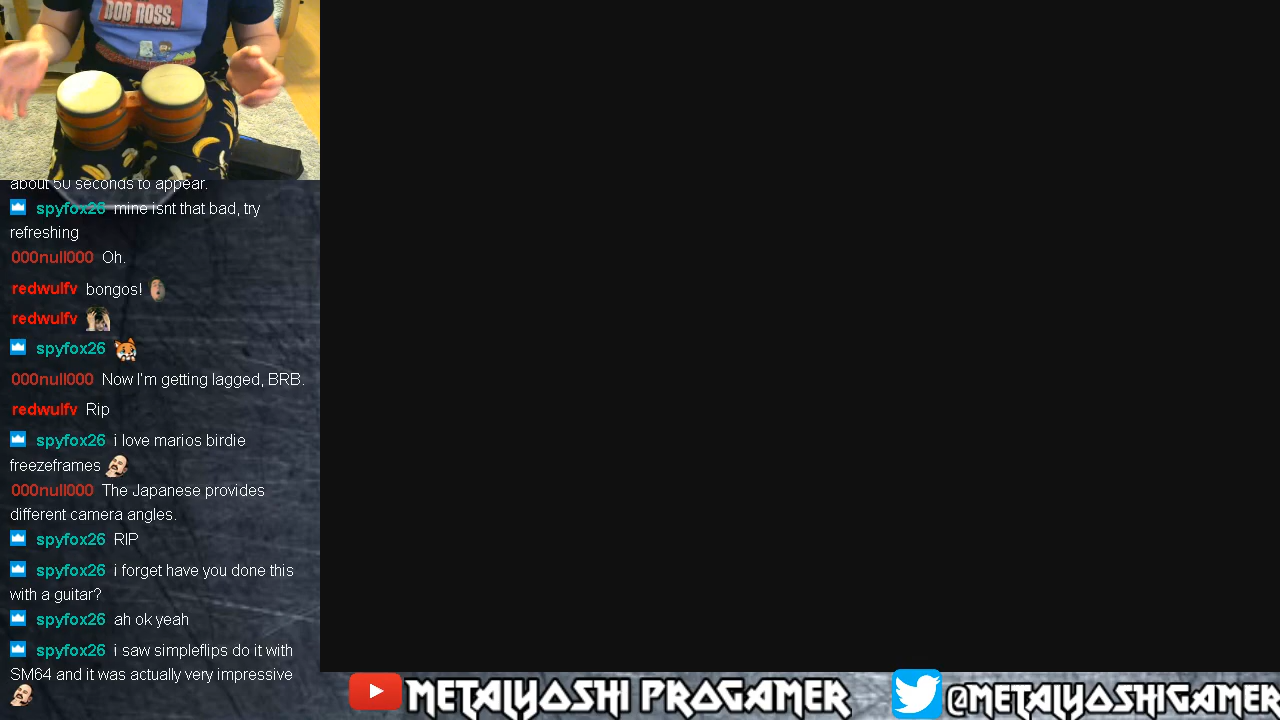 BOB ROSS.
about 50 seconds to appear.
spyfox26 mine isnt that bad, try
refreshing
000null000 Oh.
redwulfv bongos!
redwulfv
spyfox26
000null000 Now I'm getting lagged, BRB.
redwulfv Rip
spyfox26 i love marios birdie
freezeframes
000null000 The Japanese provides
different camera angles.
spyfox26 RIP
spyfox26 i forget have you done this
with a guitar?
spyfox26 ah ok yeah
spyfox26 i saw simpleflips do it with
SM64 and it was actually very impressive
METALYOSHI PROGAMER
@METALYOSHIGAMER